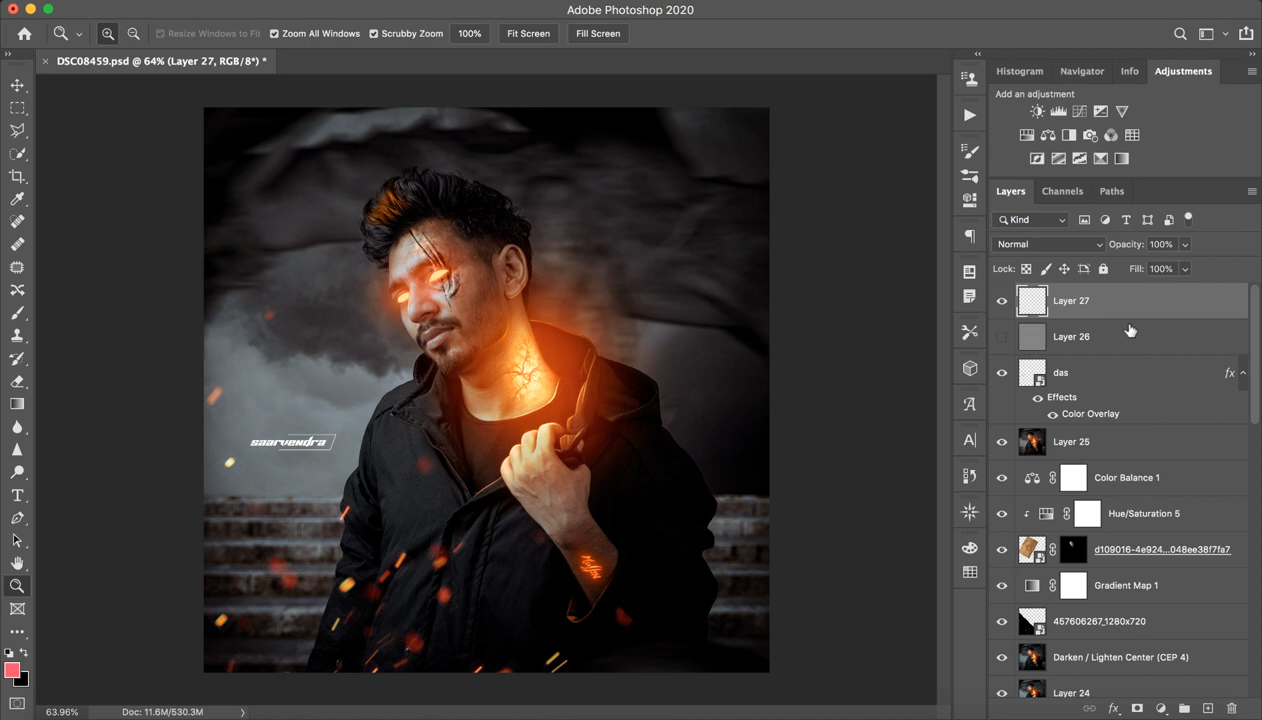 Adobe Photoshop 2020
Resize Windows to Fit
Zoom All Windows
Scrubby Zoom
100%
Fit Screen
Fill Screen
DSC08459.psd @ 64% (Layer 27, RGB/8*) *
Histogram
Navigator
Info
Adjustments
Add an adjustment
Layers
Channels
Paths
Kind
Normal
Opacity: 100%
Lock:
Fill: 100%
Layer 27
Layer 26
das
fx
Effects
Color Overlay
Layer 25
Color Balance 1
Hue/Saturation 5
d109016-4e924...048ee38f7fa7
Gradient Map 1
457606267_1280x720
Darken / Lighten Center (CEP 4)
Layer 24
saarvendra
63.96%
Doc: 11.6M/530.3M
fx